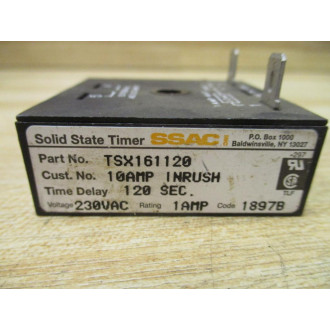 Solid State Timer SSAC I
P.O. Box 1000
Baldwinsville, NY 13027
Part No. TSX161120
Cust. No. 10AMP INRUSH
Time Delay 120 SEC.
Voltage 230VAC Rating 1AMP Code 1897B